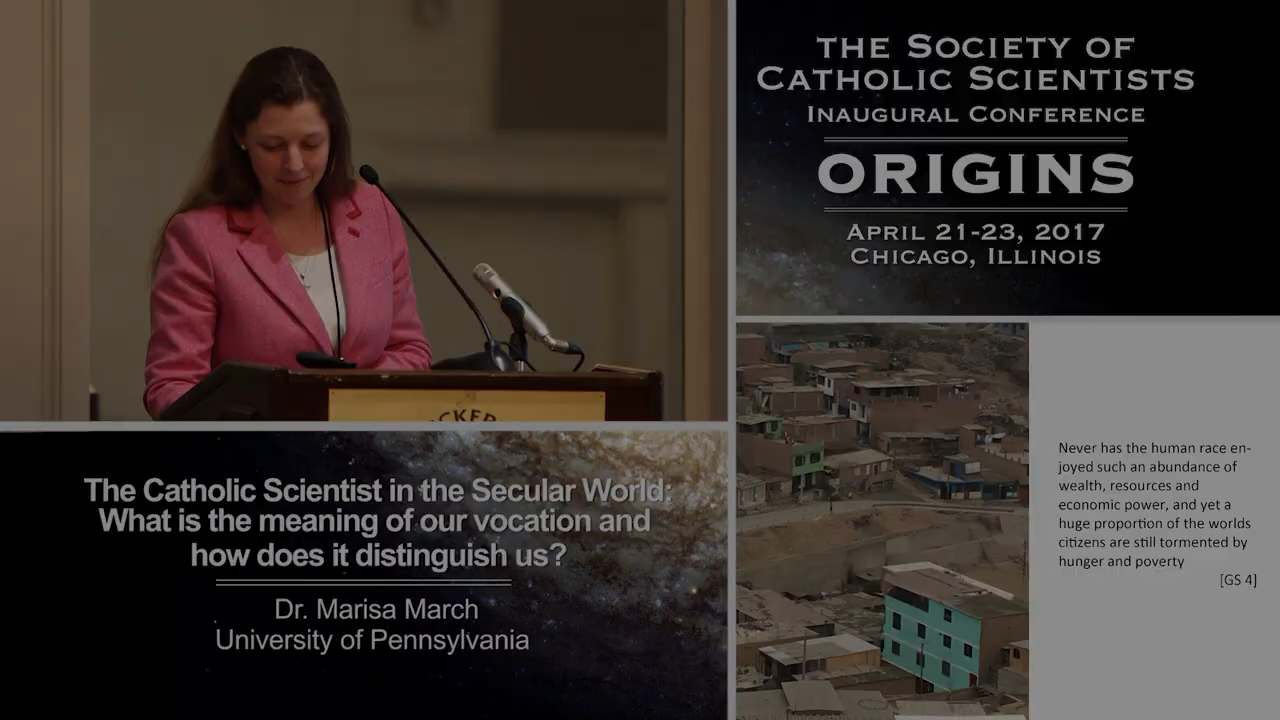 THE SOCIETY OF
CATHOLIC SCIENTISTS
INAUGURAL CONFERENCE
ORIGINS
APRIL 21-23, 2017
CHICAGO, ILLINOIS
The Catholic Scientist in the Secular World:
What is the meaning of our vocation and
how does it distinguish us?
Dr. Marisa March
University of Pennsylvania
Never has the human race en-
joyed such an abundance of
wealth, resources and
economic power, and yet a
huge proportion of the worlds
citizens are still tormented by
hunger and poverty
[GS 4]